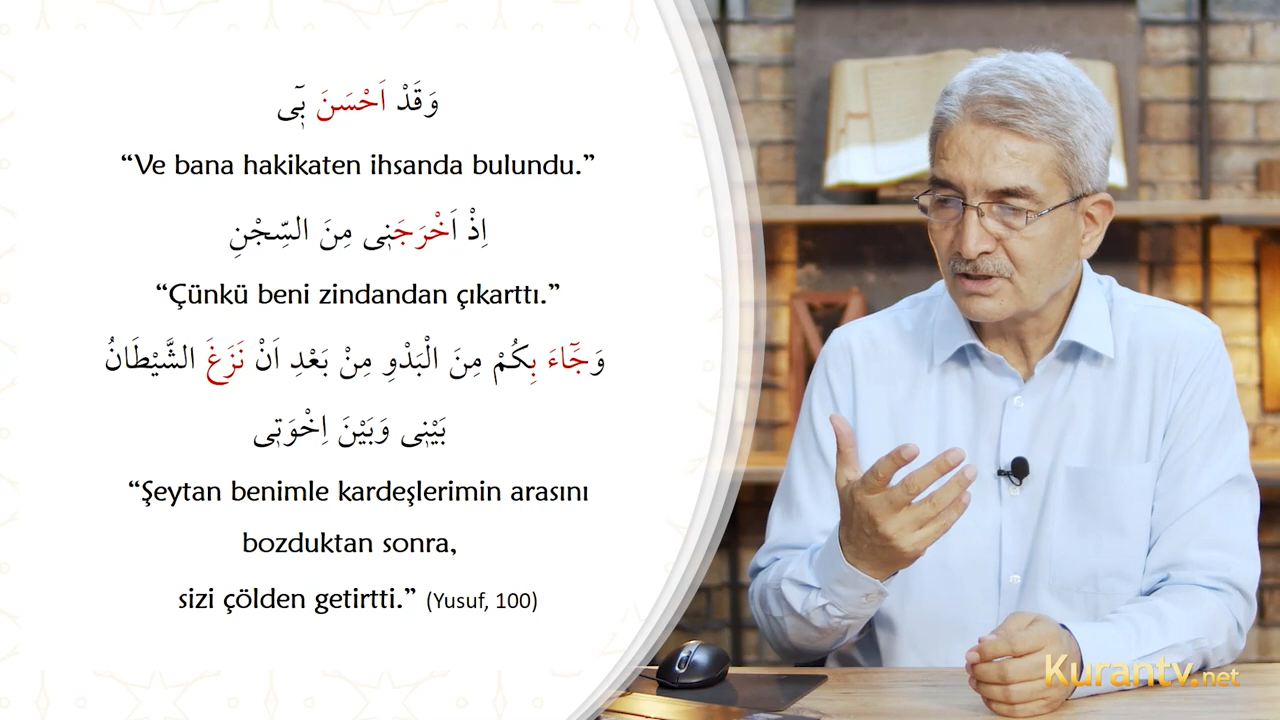 وَقَدْ اَحْسَنَ بٖٓى
“Ve bana hakikaten ihsanda bulundu.”
اِذْ اَخْرَجَنٖى مِنَ السِّجْنِ
“Çünkü beni zindandan çıkarttı.”
وَجَٓاءَ بِكُمْ مِنَ الْبَدْوِ مِنْ بَعْدِ اَنْ نَزَغَ الشَّيْطَانُ
بَيْنٖى وَبَيْنَ اِخْوَتٖى
“Şeytan benimle kardeşlerimin arasını
bozduktan sonra,
sizi çölden getirtti.” (Yusuf, 100)
Kurantv.net